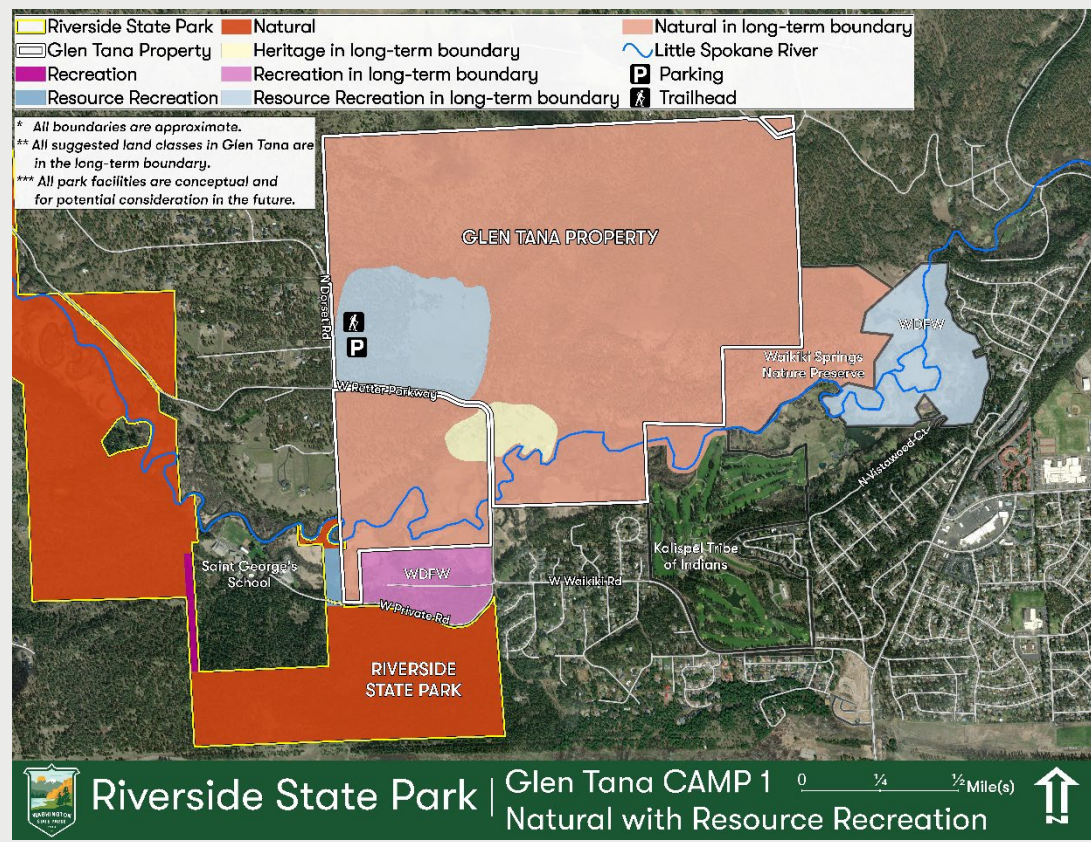 Riverside State Park
Natural
Natural in long-term boundary
Glen Tana Property
Heritage in long-term boundary
Little Spokane River
Recreation
Recreation in long-term boundary
P Parking
Resource Recreation
Resource Recreation in long-term boundary
Trailhead
* All boundaries are approximate.
** All suggested land classes in Glen Tana are
in the long-term boundary.
*** All park facilities are conceptual and
for potential consideration in the future.
GLEN TANA PROPERTY
N Dorset Rd
P
W Rutter Parkway
WDFW
Waikiki Springs
Nature Preserve
N Vistawood Ct
Saint George's
School
WDFW
W Private Rd
W Waikiki Rd
Kalispel Tribe
of Indians
RIVERSIDE
STATE PARK
WASHINGTON
STATE PARKS
Riverside State Park
Glen Tana CAMP 1
Natural with Resource Recreation
0 1/4 1/2 Mile(s)
N